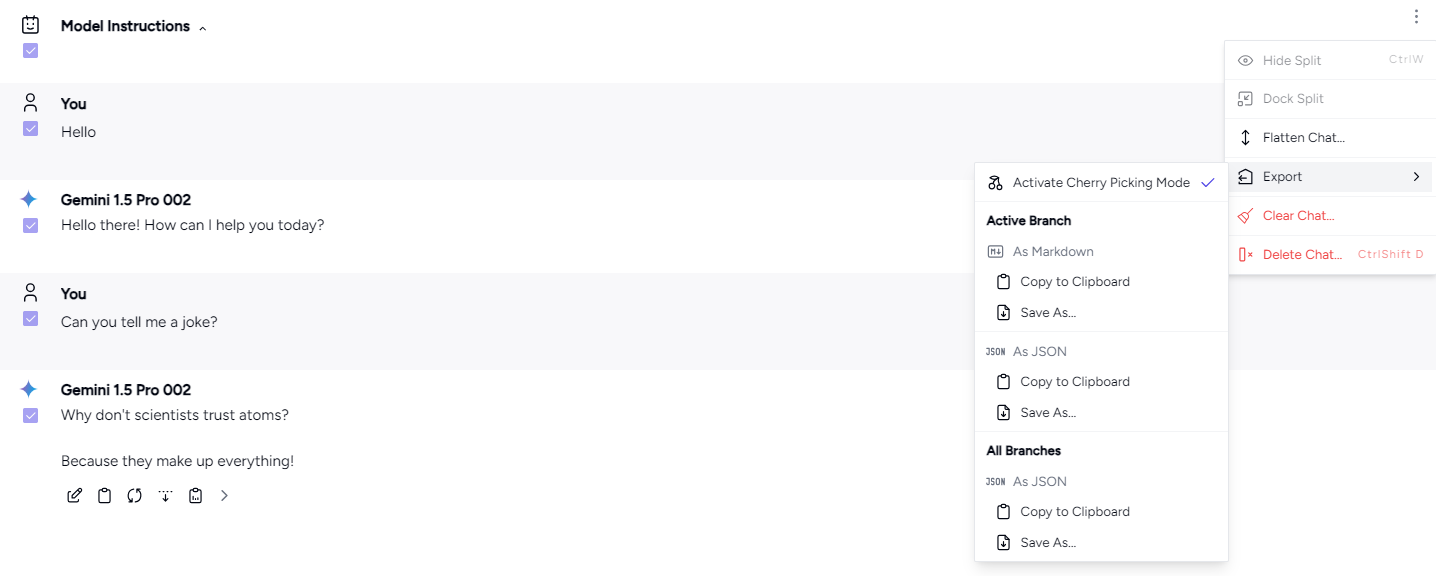 Model Instructions
You
Hello
Gemini 1.5 Pro 002
Hello there! How can I help you today?
You
Can you tell me a joke?
Gemini 1.5 Pro 002
Why don't scientists trust atoms?
Because they make up everything!
Hide Split CtrlW
Dock Split
Flatten Chat...
Export
Clear Chat...
Delete Chat... CtrlShift D
Activate Cherry Picking Mode
Active Branch
M↓ As Markdown
Copy to Clipboard
Save As...
JSON As JSON
Copy to Clipboard
Save As...
All Branches
JSON As JSON
Copy to Clipboard
Save As...